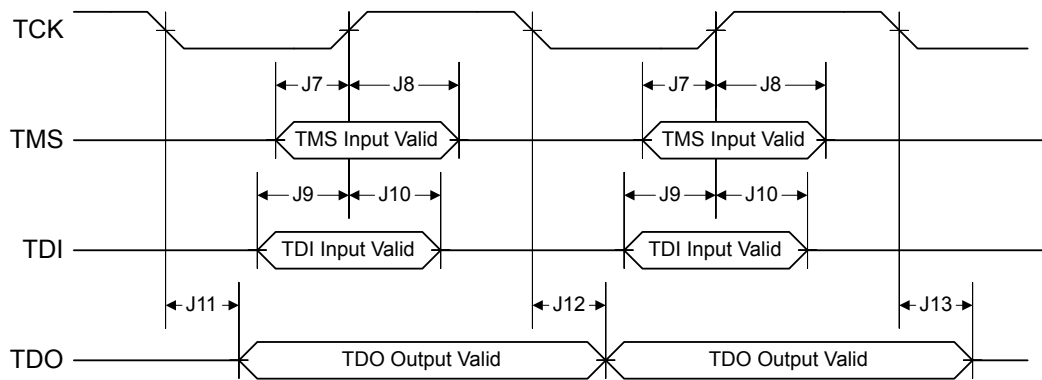 TCK
J7 J8 J7 J8
TMS TMS Input Valid TMS Input Valid
J9 J10 J9 J10
TDI TDI Input Valid TDI Input Valid
J11 J12 J13
TDO TDO Output Valid TDO Output Valid